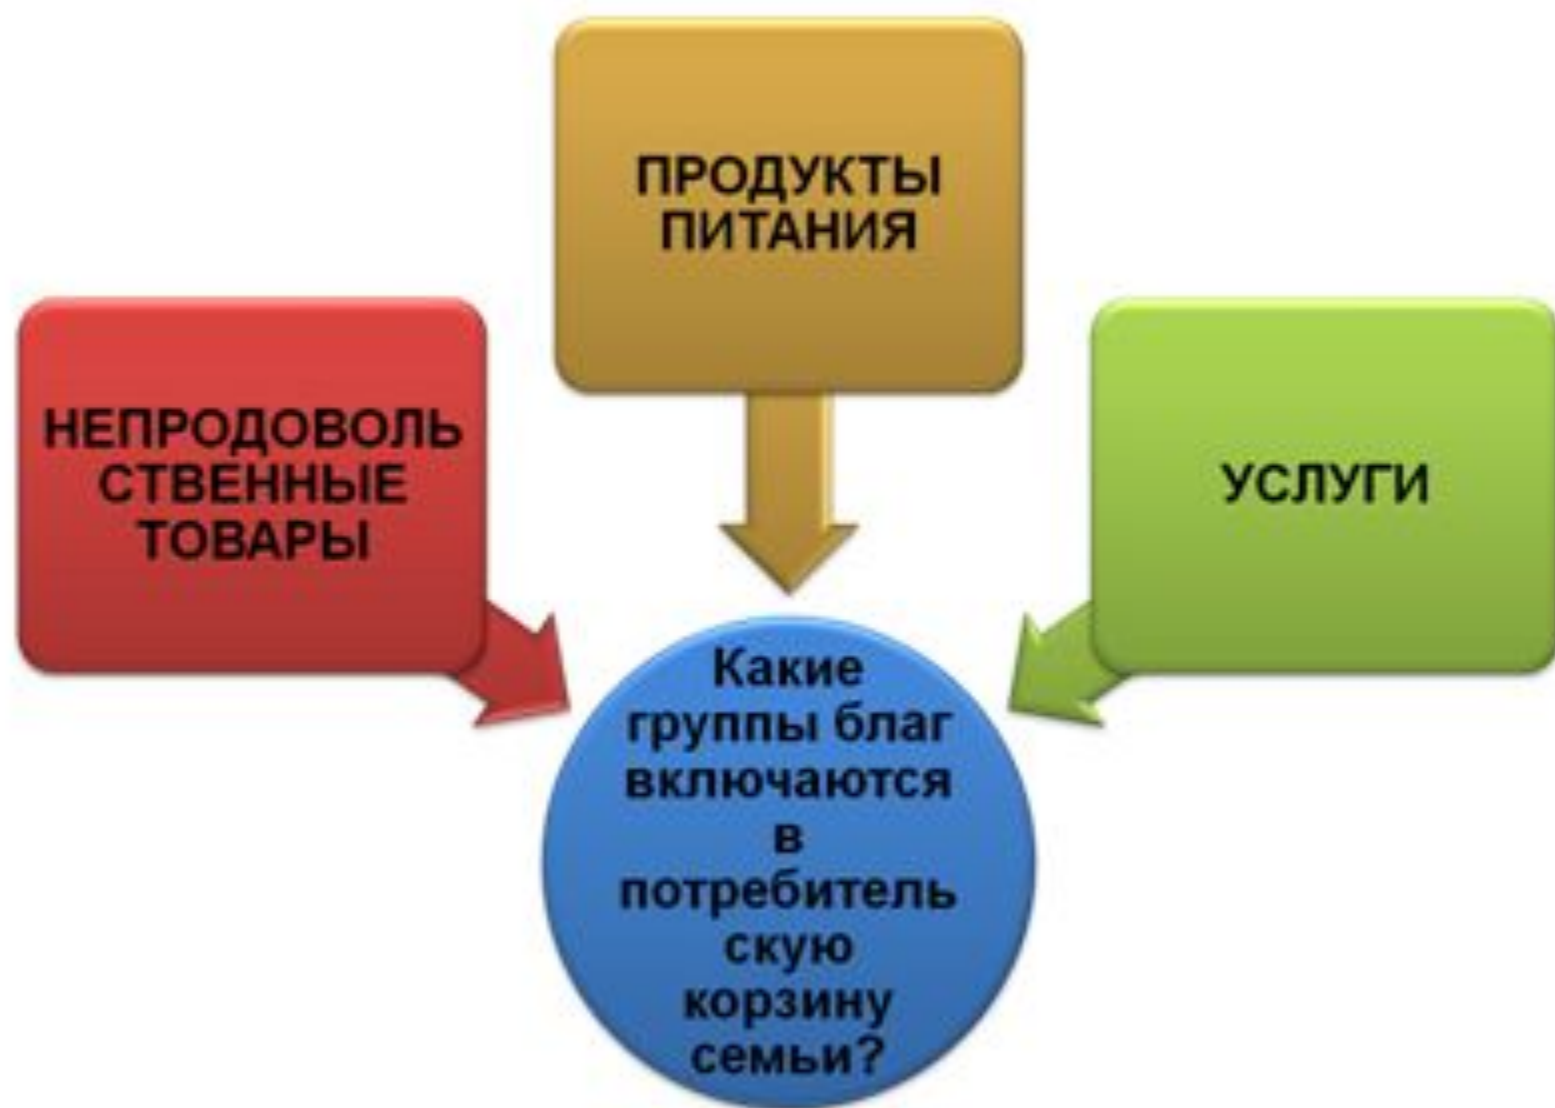 ПРОДУКТЫ
ПИТАНИЯ
НЕПРОДОВОЛЬ
СТВЕННЫЕ
ТОВАРЫ
УСЛУГИ
Какие
группы благ
включаются
в
потребитель
скую
корзину
семьи?